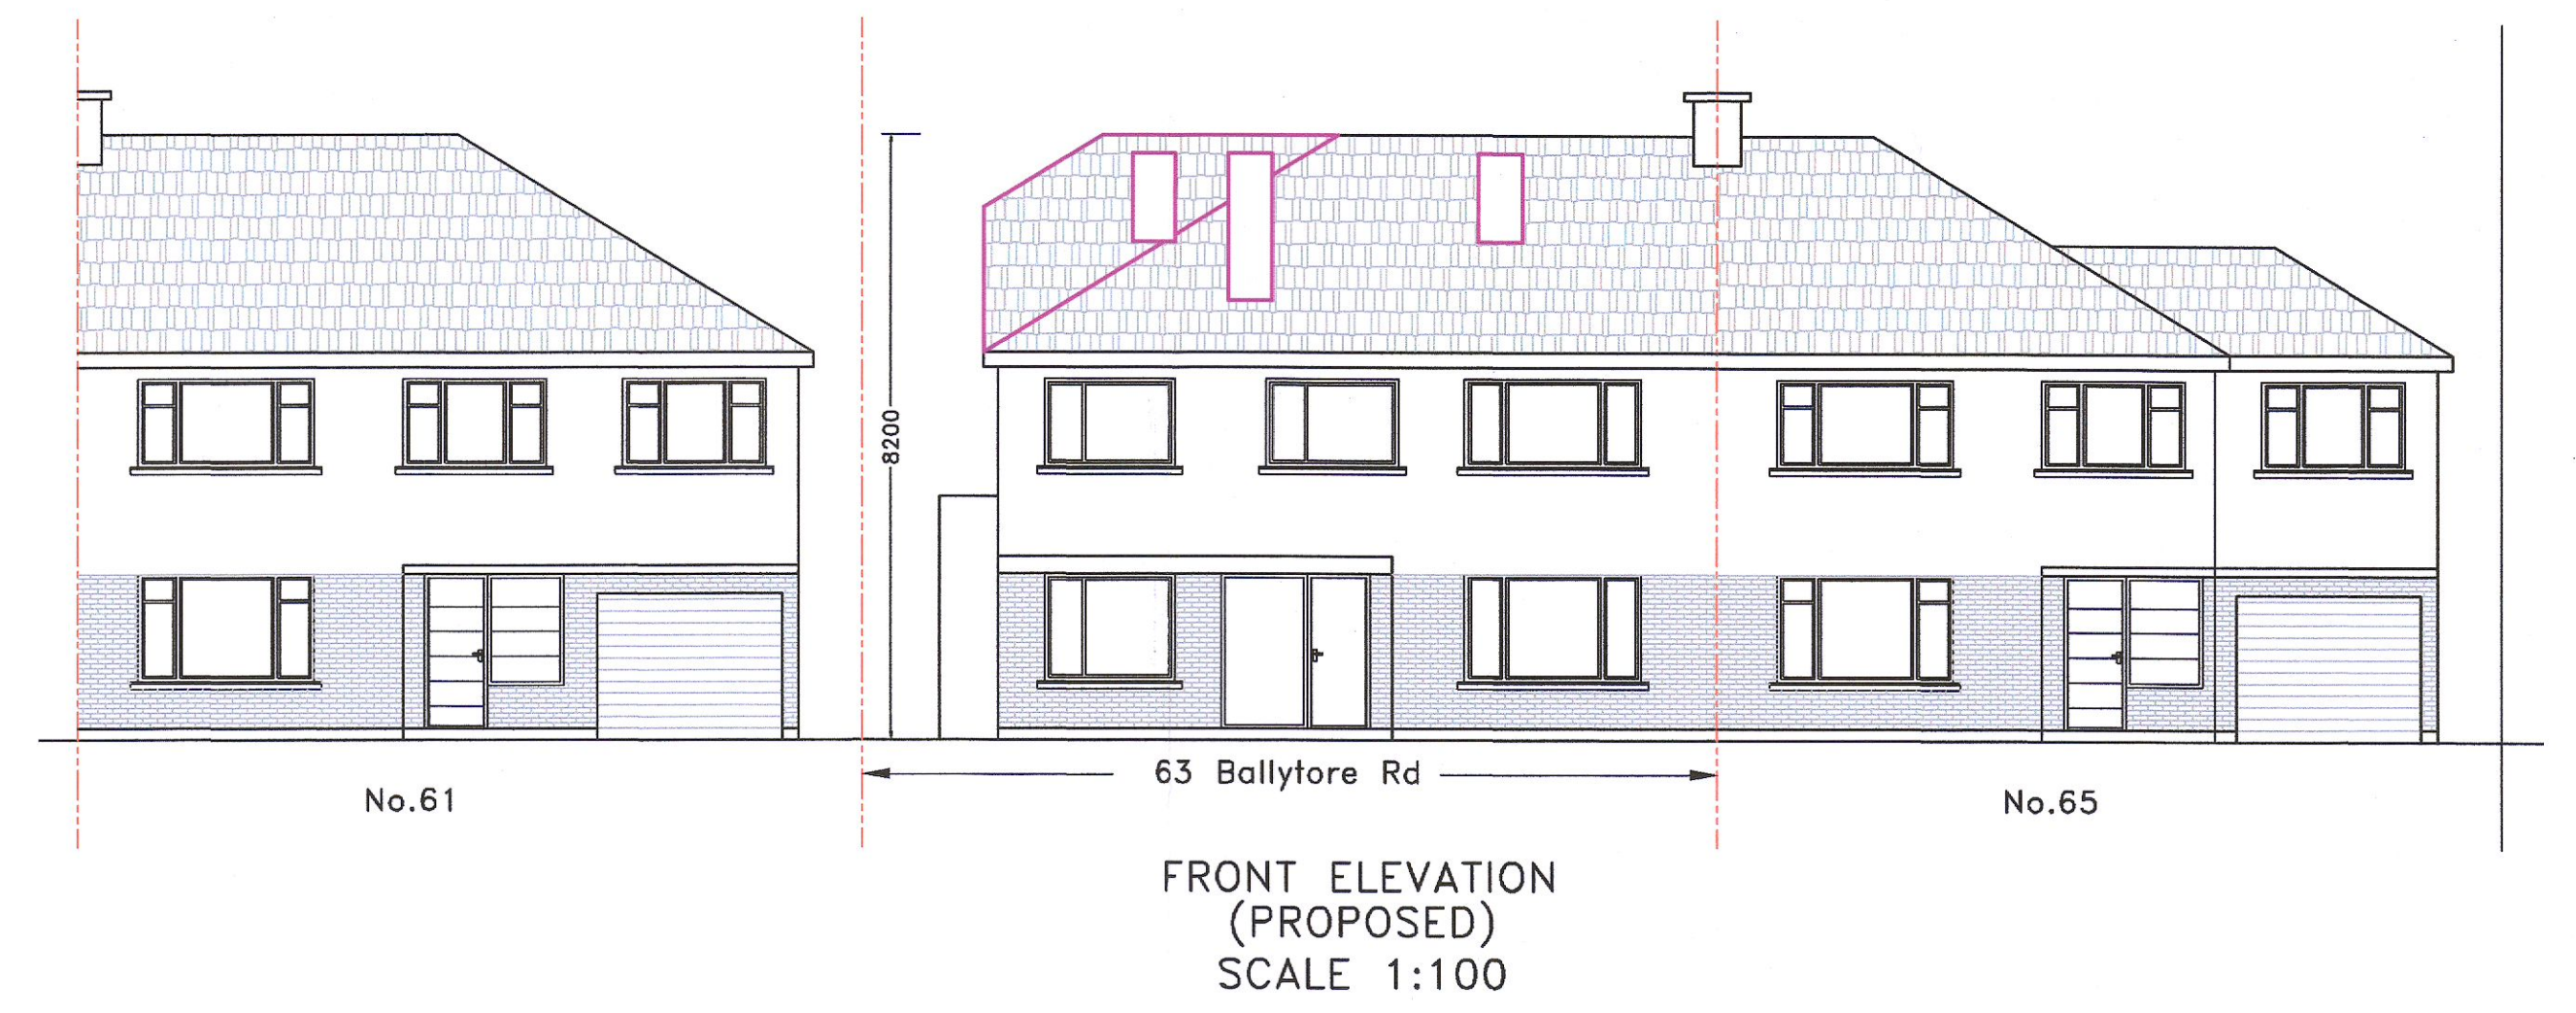 8200
63 Ballytore Rd
No.61
No.65
FRONT ELEVATION
(PROPOSED)
SCALE 1:100